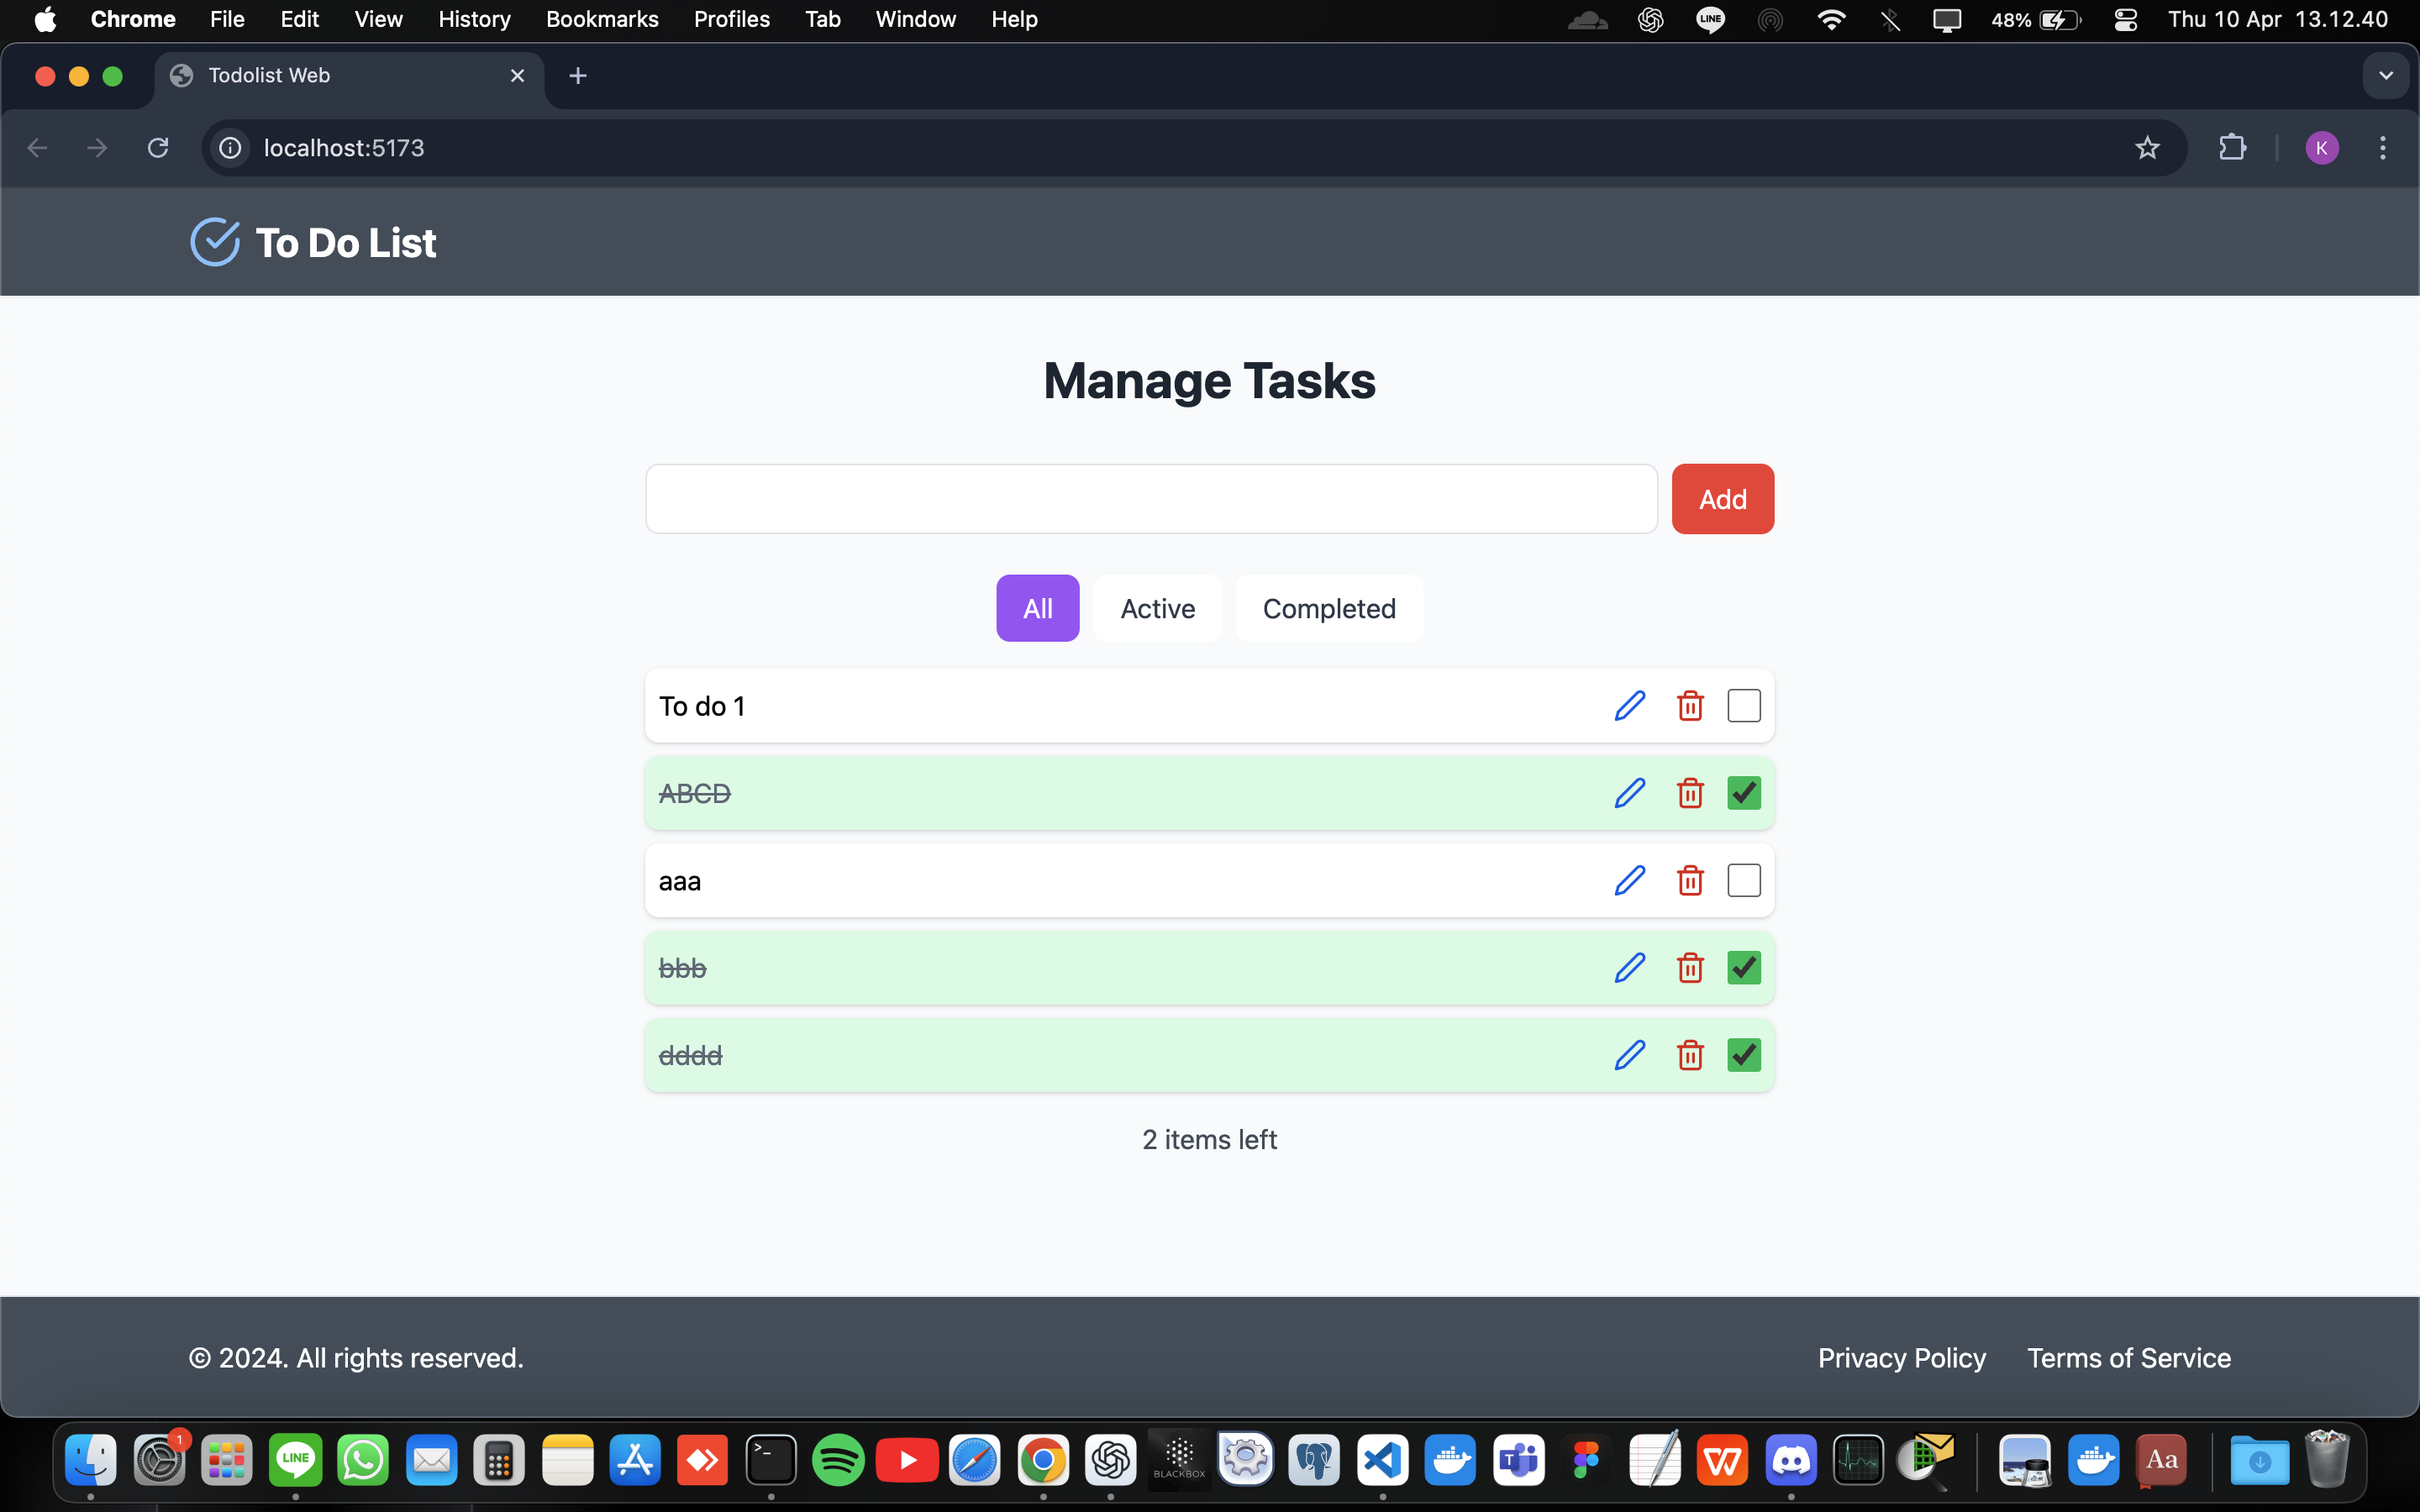 Chrome File Edit View History Bookmarks Profiles Tab Window Help LINE 48% Thu 10 Apr 13.12.40
Todolist Web
localhost:5173 K
To Do List
Manage Tasks
Add
All Active Completed
To do 1
ABCD
aaa
bbb
dddd
2 items left
© 2024. All rights reserved. Privacy Policy Terms of Service
1
LINE >_ BLACKBOX T W Aa